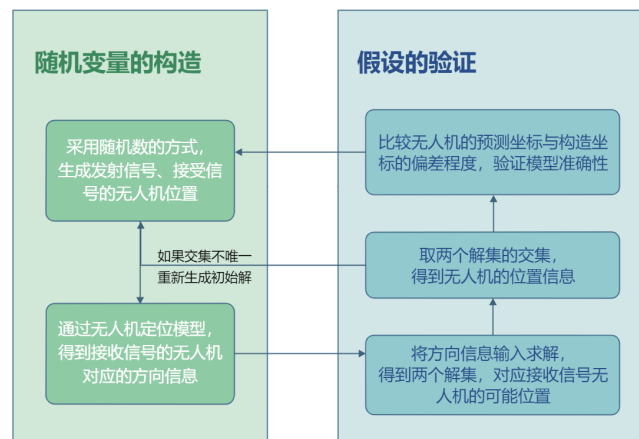 随机变量的构造
采用随机数的方式，
生成发射信号、接受信
号的无人机位置
如果交集不唯一
重新生成初始解
通过无人机定位模型，
得到接收信号的无人机
对应的方向信息
假设的验证
比较无人机的预测坐标与构造坐
标的偏差程度，验证模型准确性
取两个解集的交集，
得到无人机的位置信息
将方向信息输入求解，
得到两个解集，对应接收信号无
人机的可能位置